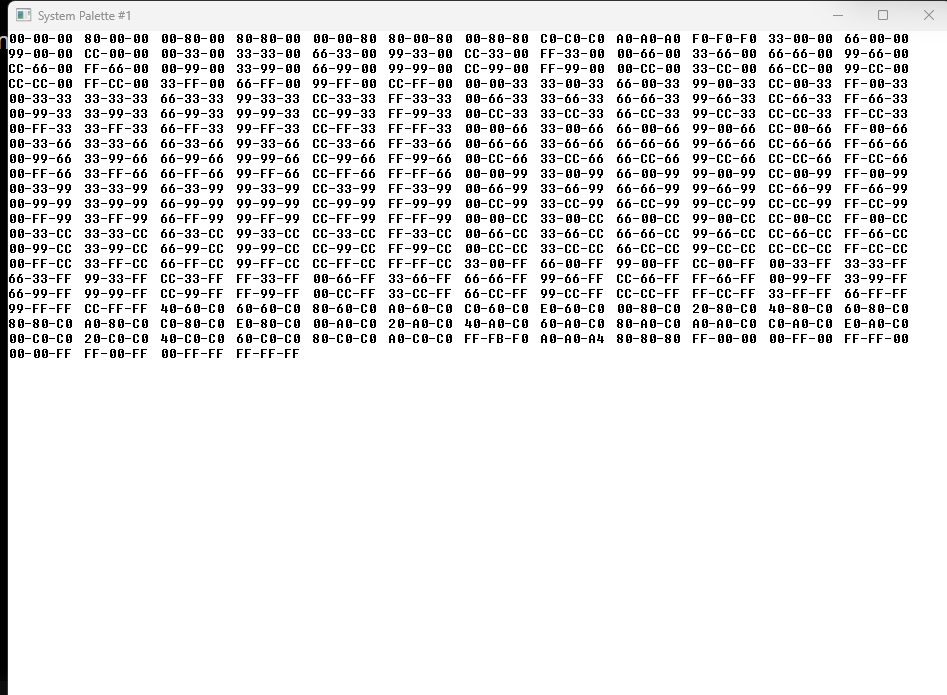 System Palette #1
00-00-00 80-00-00 00-80-00 80-80-00 00-00-80 80-00-80 00-80-80 C0-C0-C0 A0-A0-A0 F0-F0-F0 33-00-00 66-00-00
99-00-00 CC-00-00 00-33-00 33-33-00 66-33-00 99-33-00 CC-33-00 FF-33-00 00-66-00 33-66-00 66-66-00 99-66-00
CC-66-00 FF-66-00 00-99-00 33-99-00 66-99-00 99-99-00 CC-99-00 FF-99-00 00-CC-00 33-CC-00 66-CC-00 99-CC-00
CC-CC-00 FF-CC-00 33-FF-00 66-FF-00 99-FF-00 CC-FF-00 00-00-33 33-00-33 66-00-33 99-00-33 CC-00-33 FF-00-33
00-33-33 33-33-33 66-33-33 99-33-33 CC-33-33 FF-33-33 00-66-33 33-66-33 66-66-33 99-66-33 CC-66-33 FF-66-33
00-99-33 33-99-33 66-99-33 99-99-33 CC-99-33 FF-99-33 00-CC-33 33-CC-33 66-CC-33 99-CC-33 CC-CC-33 FF-CC-33
00-FF-33 33-FF-33 66-FF-33 99-FF-33 CC-FF-33 FF-FF-33 00-00-66 33-00-66 66-00-66 99-00-66 CC-00-66 FF-00-66
00-33-66 33-33-66 66-33-66 99-33-66 CC-33-66 FF-33-66 00-66-66 33-66-66 66-66-66 99-66-66 CC-66-66 FF-66-66
00-99-66 33-99-66 66-99-66 99-99-66 CC-99-66 FF-99-66 00-CC-66 33-CC-66 66-CC-66 99-CC-66 CC-CC-66 FF-CC-66
00-FF-66 33-FF-66 66-FF-66 99-FF-66 CC-FF-66 FF-FF-66 00-00-99 33-00-99 66-00-99 99-00-99 CC-00-99 FF-00-99
00-33-99 33-33-99 66-33-99 99-33-99 CC-33-99 FF-33-99 00-66-99 33-66-99 66-66-99 99-66-99 CC-66-99 FF-66-99
00-99-99 33-99-99 66-99-99 99-99-99 CC-99-99 FF-99-99 00-CC-99 33-CC-99 66-CC-99 99-CC-99 CC-CC-99 FF-CC-99
00-FF-99 33-FF-99 66-FF-99 99-FF-99 CC-FF-99 FF-FF-99 00-00-CC 33-00-CC 66-00-CC 99-00-CC CC-00-CC FF-00-CC
00-33-CC 33-33-CC 66-33-CC 99-33-CC CC-33-CC FF-33-CC 00-66-CC 33-66-CC 66-66-CC 99-66-CC CC-66-CC FF-66-CC
00-99-CC 33-99-CC 66-99-CC 99-99-CC CC-99-CC FF-99-CC 00-CC-CC 33-CC-CC 66-CC-CC 99-CC-CC CC-CC-CC FF-CC-CC
00-FF-CC 33-FF-CC 66-FF-CC 99-FF-CC CC-FF-CC FF-FF-CC 33-00-FF 66-00-FF 99-00-FF CC-00-FF 00-33-FF 33-33-FF
66-33-FF 99-33-FF CC-33-FF FF-33-FF 00-66-FF 33-66-FF 66-66-FF 99-66-FF CC-66-FF FF-66-FF 00-99-FF 33-99-FF
66-99-FF 99-99-FF CC-99-FF FF-99-FF 00-CC-FF 33-CC-FF 66-CC-FF 99-CC-FF CC-CC-FF FF-CC-FF 33-FF-FF 66-FF-FF
99-FF-FF CC-FF-FF 40-60-C0 60-60-C0 80-60-C0 A0-60-C0 C0-60-C0 E0-60-C0 00-80-C0 20-80-C0 40-80-C0 60-80-C0
80-80-C0 A0-80-C0 C0-80-C0 E0-80-C0 00-A0-C0 20-A0-C0 40-A0-C0 60-A0-C0 80-A0-C0 A0-A0-C0 C0-A0-C0 E0-A0-C0
00-C0-C0 20-C0-C0 40-C0-C0 60-C0-C0 80-C0-C0 A0-C0-C0 FF-FB-F0 A0-A0-A4 80-80-80 FF-00-00 00-FF-00 FF-FF-00
00-00-FF FF-00-FF 00-FF-FF FF-FF-FF